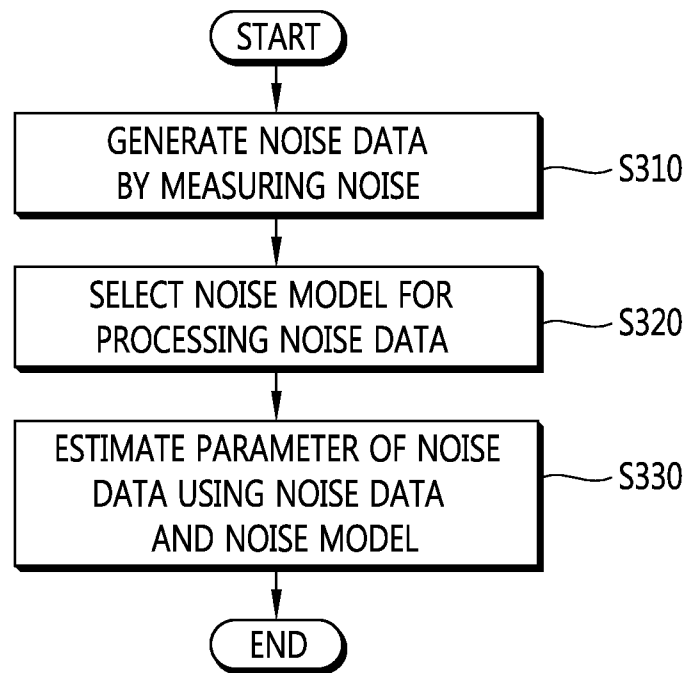 START
GENERATE NOISE DATA
BY MEASURING NOISE
S310
SELECT NOISE MODEL FOR
PROCESSING NOISE DATA
S320
ESTIMATE PARAMETER OF NOISE
DATA USING NOISE DATA
AND NOISE MODEL
S330
END